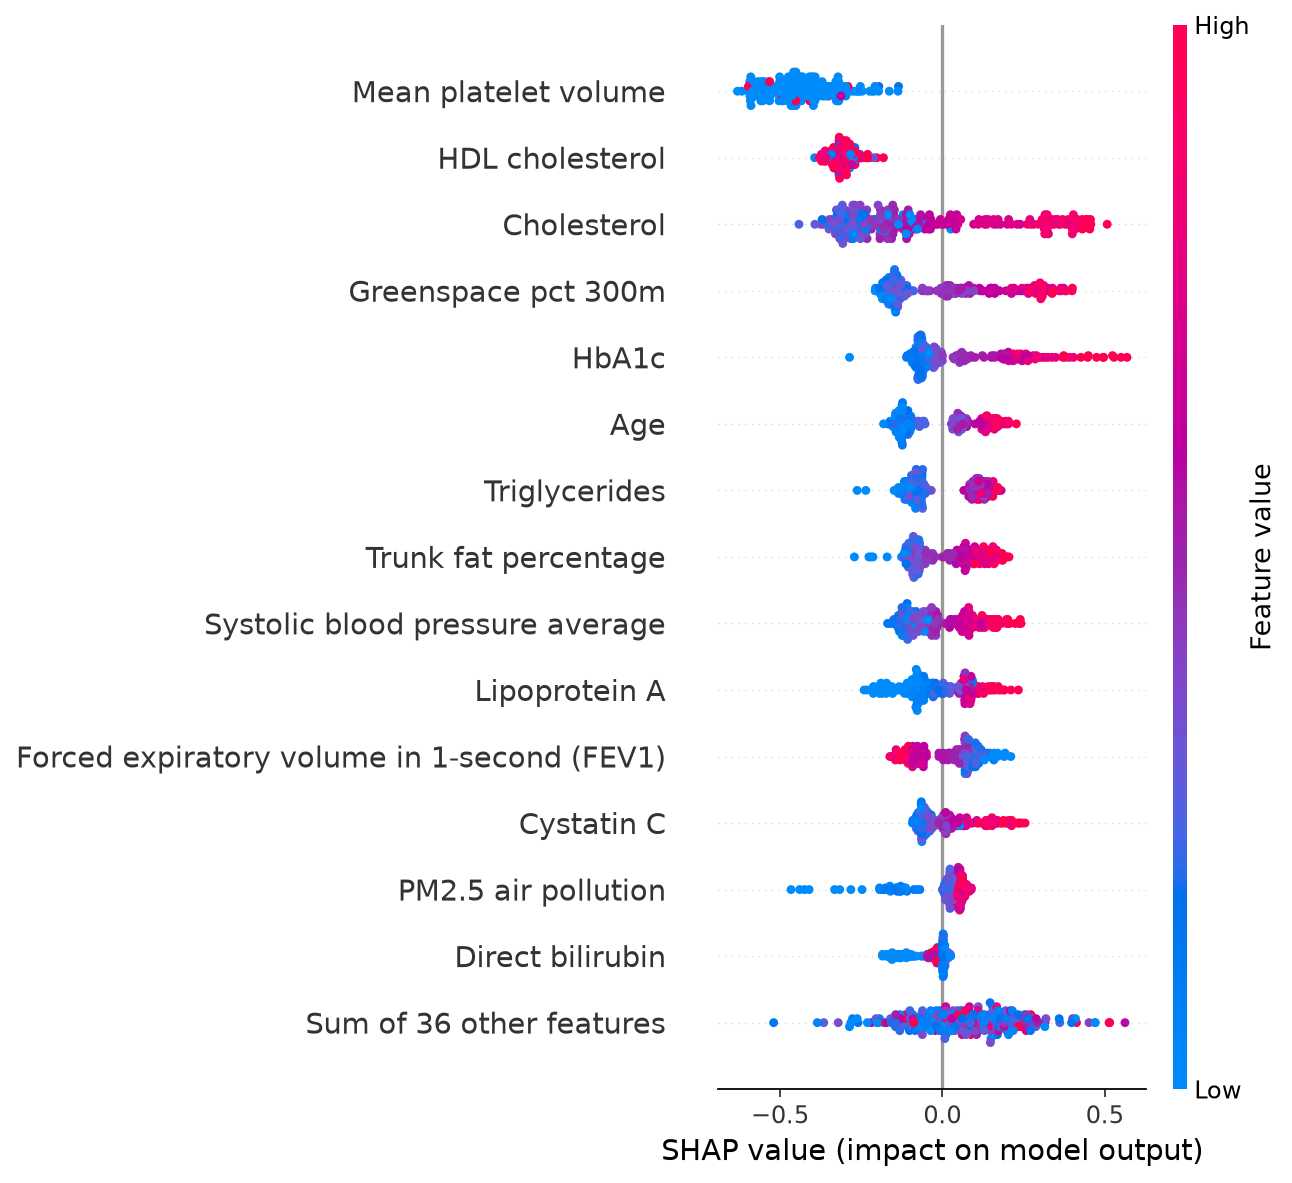 High
Mean platelet volume
HDL cholesterol
Cholesterol
Greenspace pct 300m
HbA1c
Age
Triglycerides
Trunk fat percentage
Systolic blood pressure average
Lipoprotein A
Forced expiratory volume in 1-second (FEV1)
Cystatin C
PM2.5 air pollution
Direct bilirubin
Sum of 36 other features
Feature value
Low
−0.5 0.0 0.5
SHAP value (impact on model output)